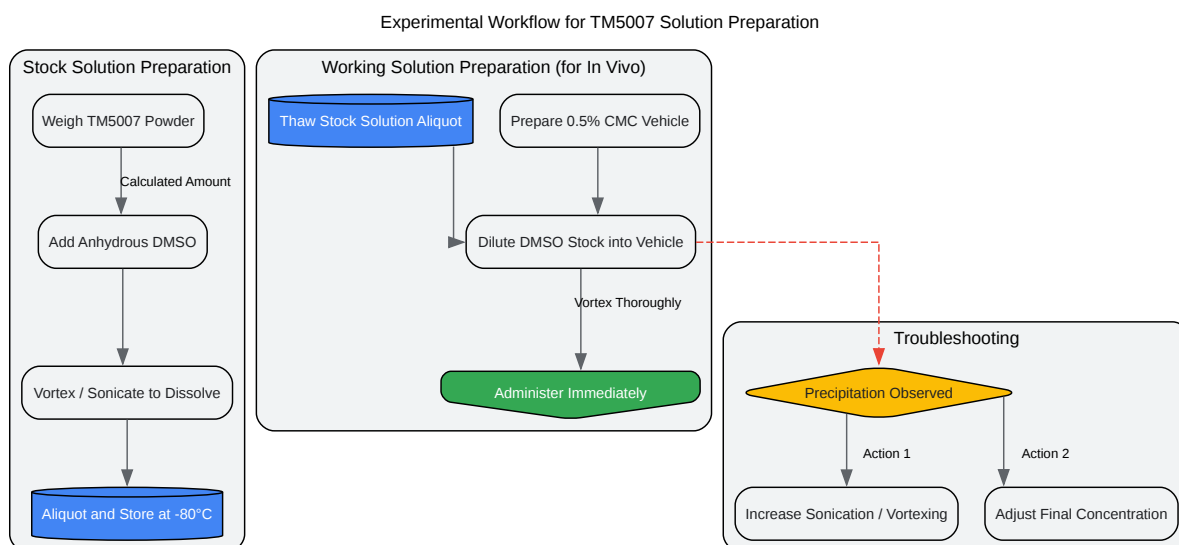 Experimental Workflow for TM5007 Solution Preparation
Stock Solution Preparation
Weigh TM5007 Powder
Calculated Amount
Add Anhydrous DMSO
Vortex / Sonicate to Dissolve
Aliquot and Store at -80°C
Working Solution Preparation (for In Vivo)
Thaw Stock Solution Aliquot
Prepare 0.5% CMC Vehicle
Dilute DMSO Stock into Vehicle
Vortex Thoroughly
Administer Immediately
Troubleshooting
Precipitation Observed
Action 1
Action 2
Increase Sonication / Vortexing
Adjust Final Concentration